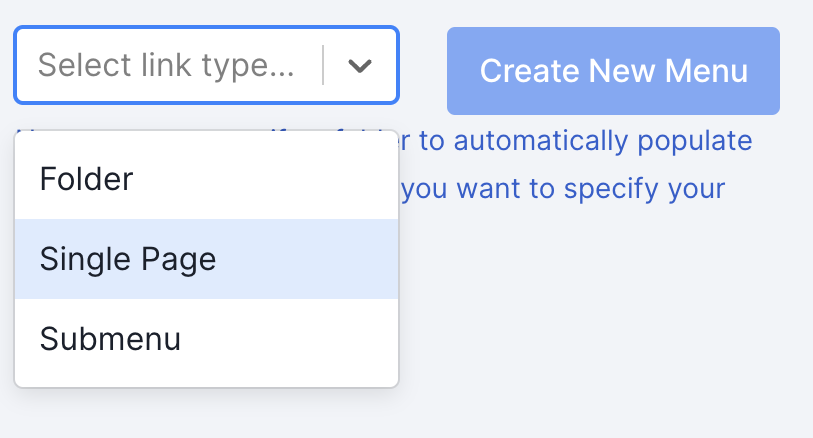 Select link type...
Create New Menu
to automatically populate
you want to specify your
Folder
Single Page
Submenu